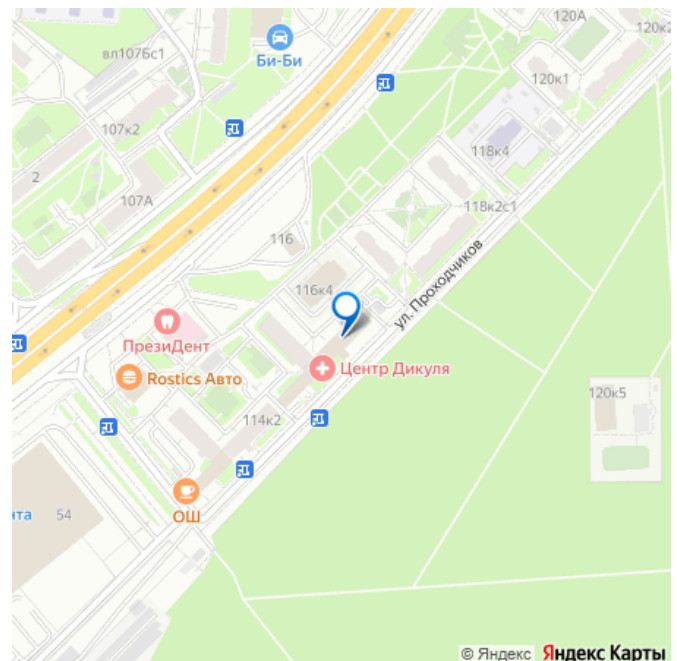 120А
120к2
вл107Бс1
Би-Би
120к1
107к2
118к4
2
107А
118к2с1
116
ул. Проходчиков
116к4
ПрезиДент
Центр Дикуля
Rostics Авто
120к5
114к2
нта
54
ОШ
© Яндекс Яндекс Карты